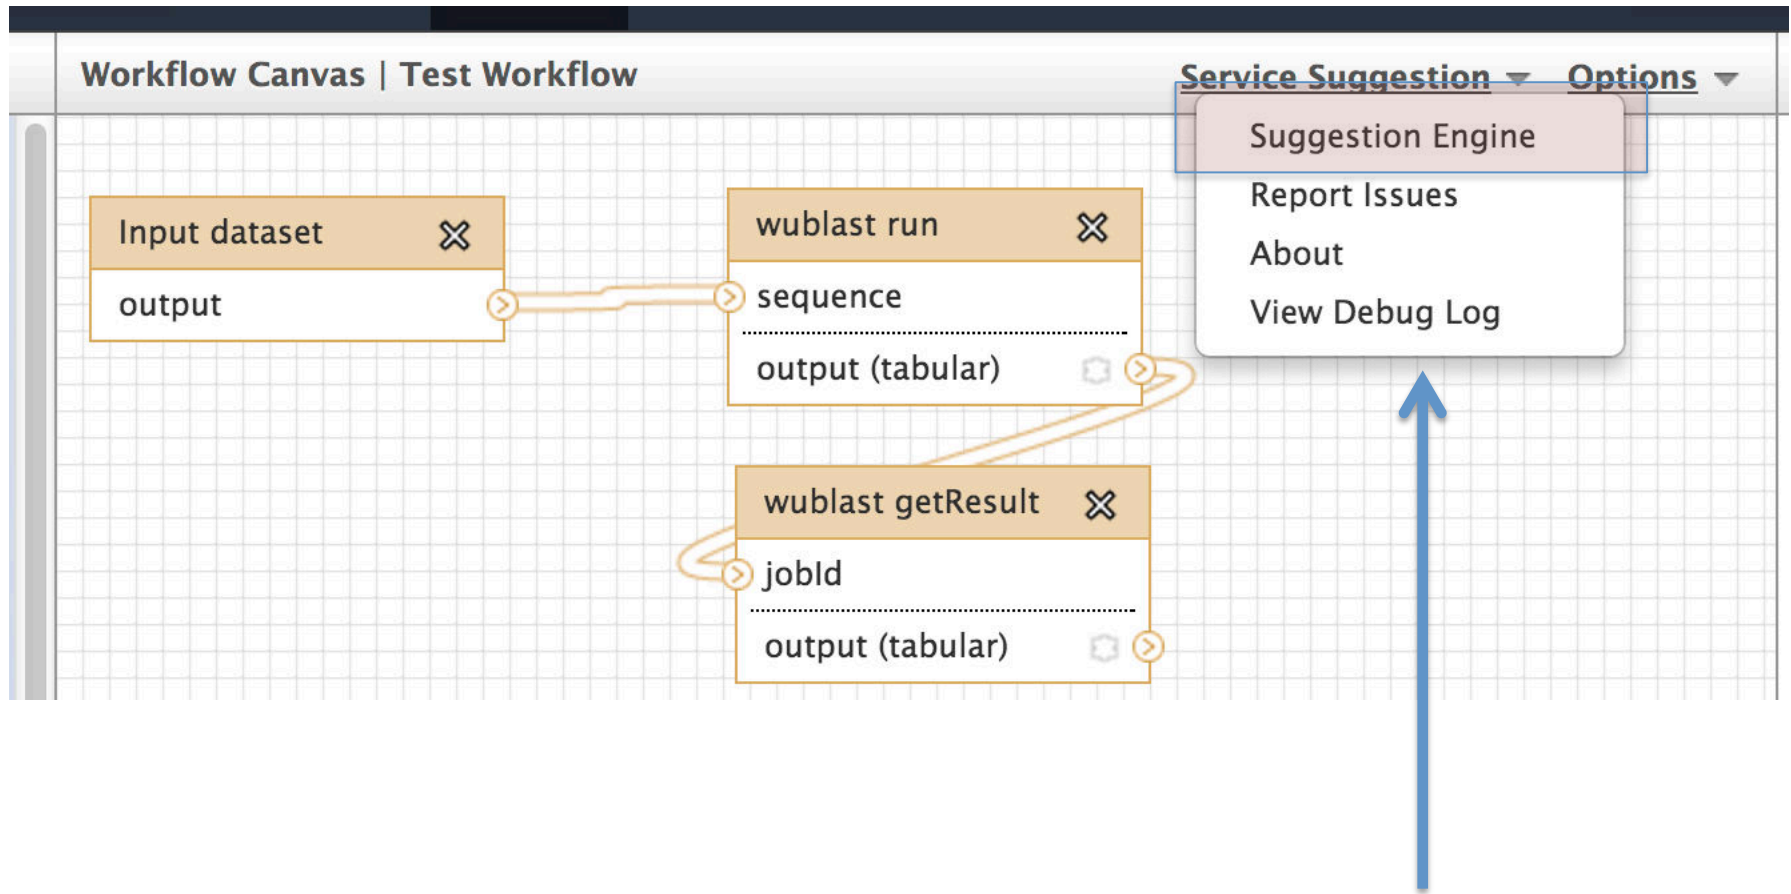 Workflow Canvas | Test Workflow
Service Suggestion
Options
Suggestion Engine
Report Issues
About
View Debug Log
Input dataset
output
wublast run
sequence
output (tabular)
wublast getResult
jobId
output (tabular)